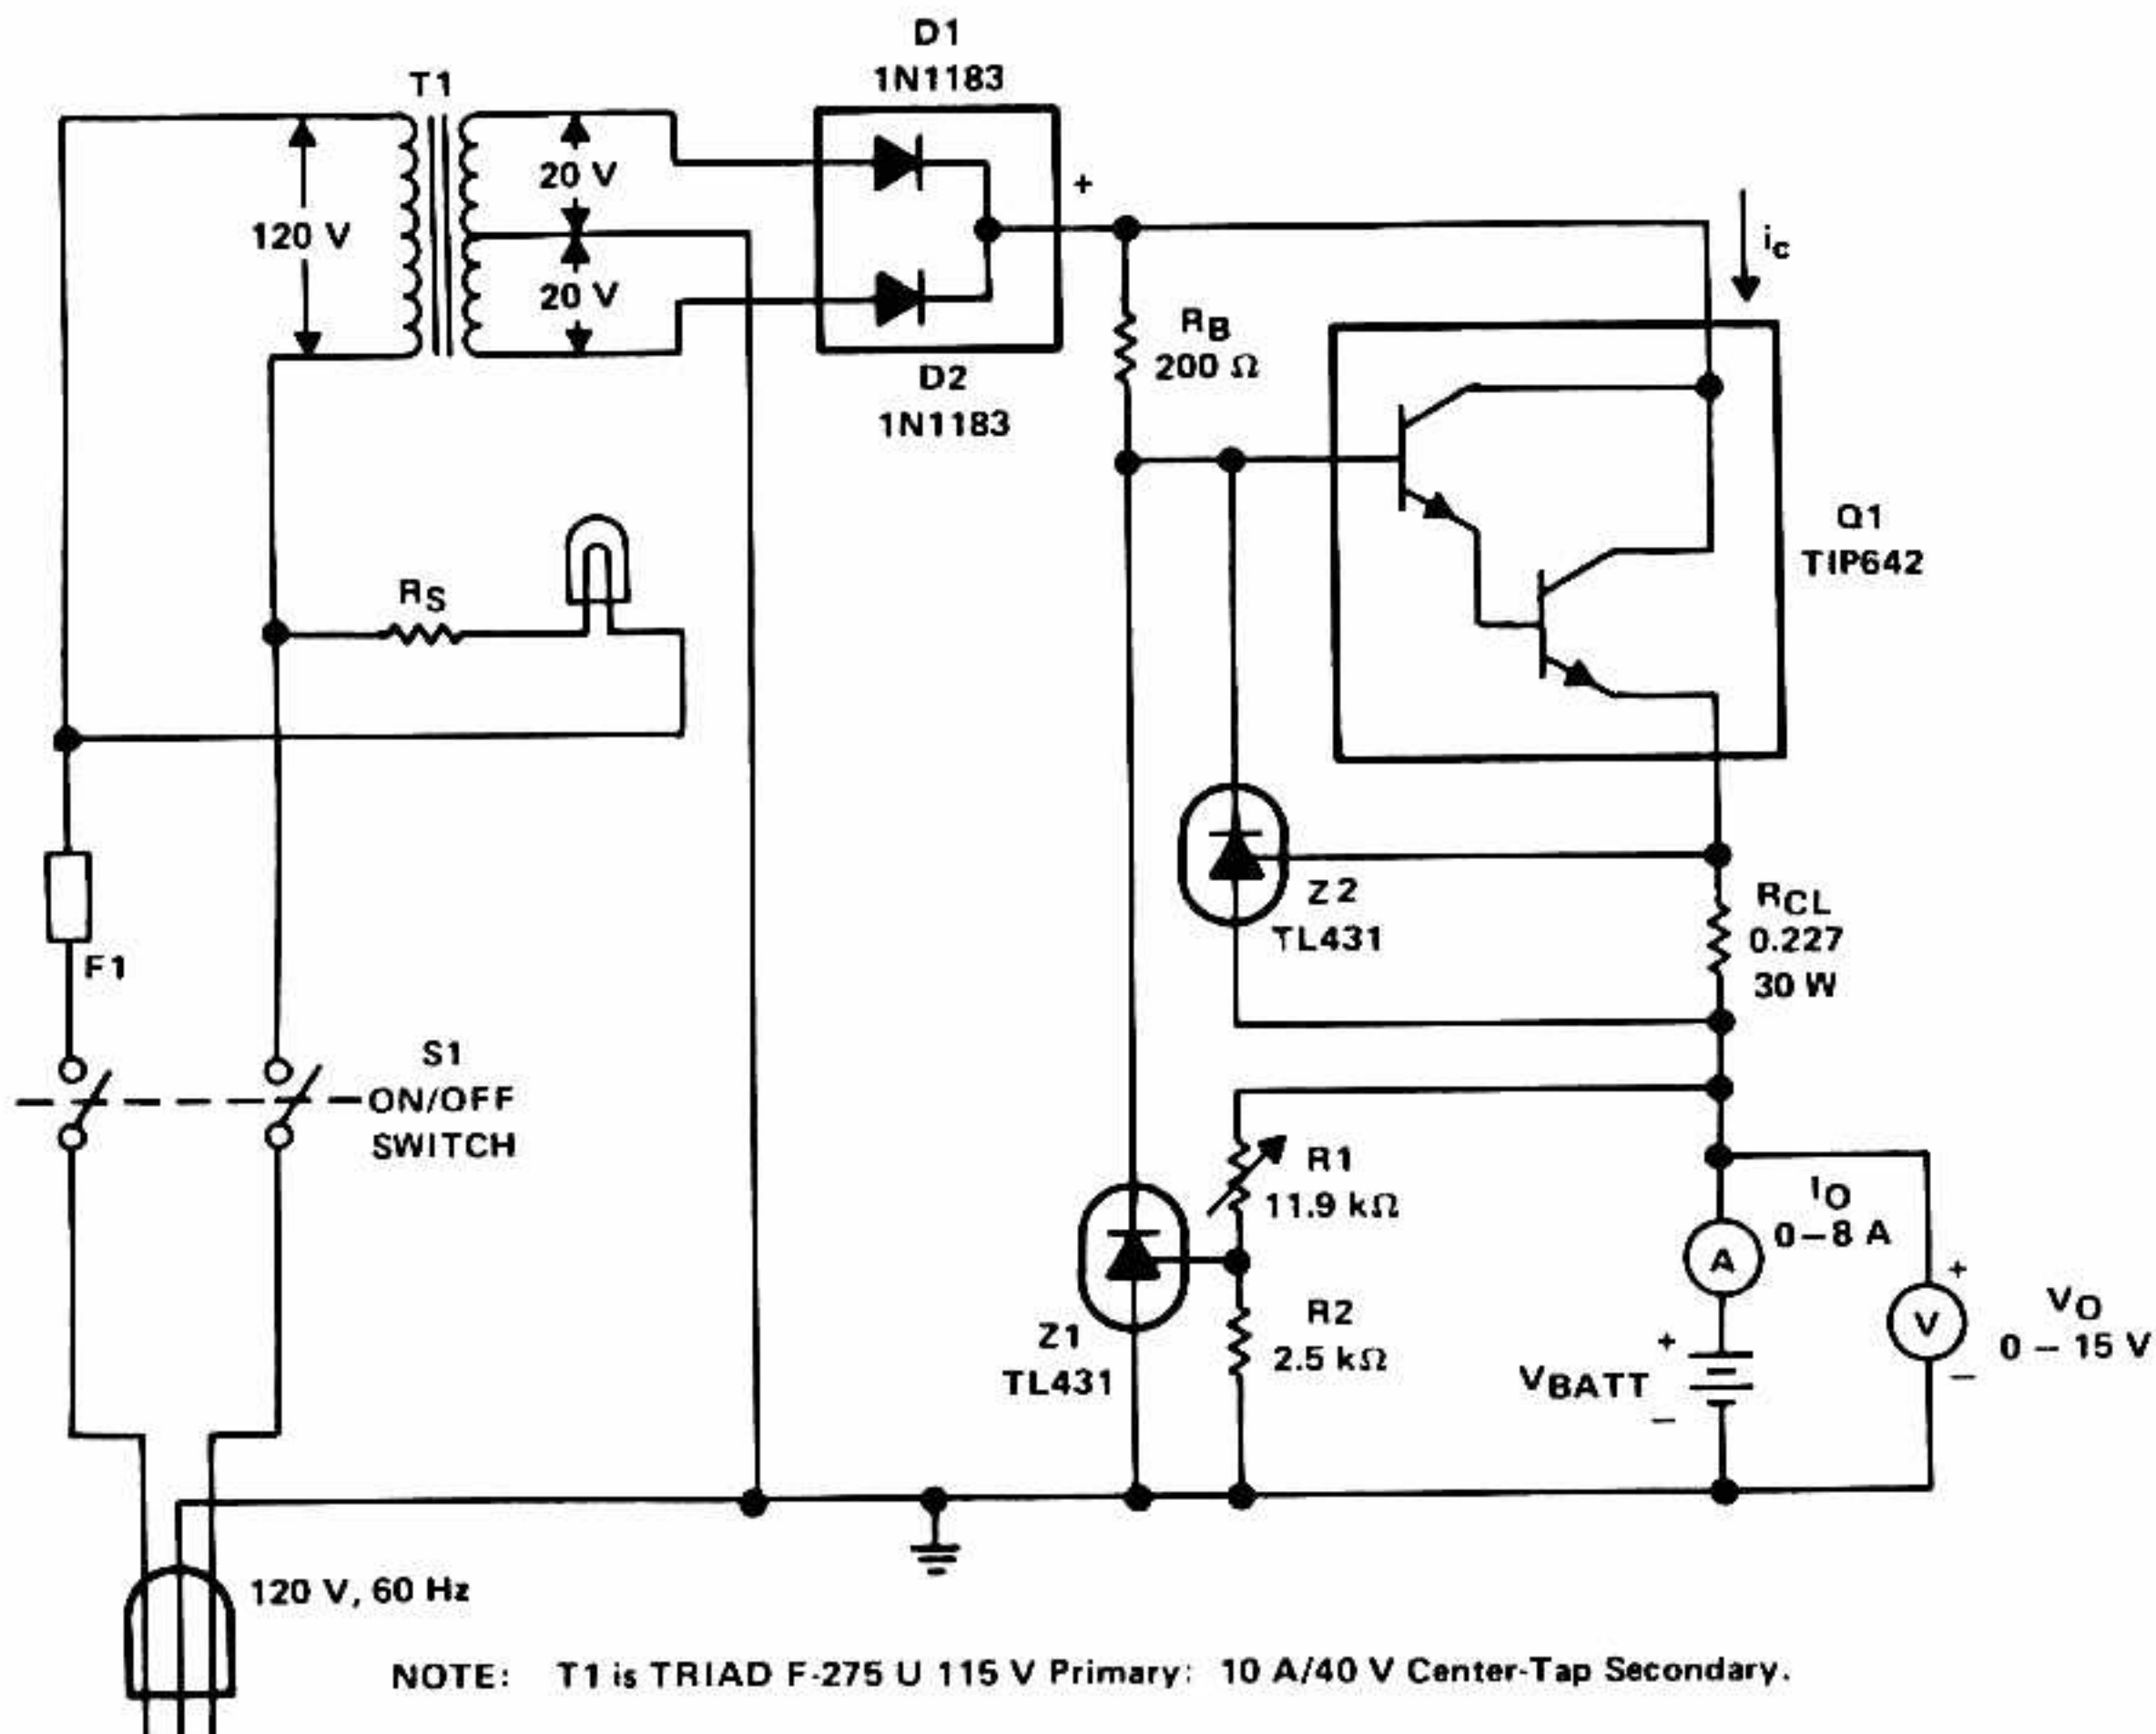 D1
1N1183
T1
20 V
120 V
20 V
+
ic
RB
200 Ω
D2
1N1183
Q1
TIP642
RS
Z2
TL431
RCL
0.227
30 W
F1
S1
ON/OFF
SWITCH
R1
11.9 kΩ
IO
0–8 A
A
+
V
VO
0 – 15 V
–
R2
2.5 kΩ
Z1
TL431
+
VBATT
–
120 V, 60 Hz
NOTE: T1 is TRIAD F-275 U 115 V Primary: 10 A/40 V Center-Tap Secondary.